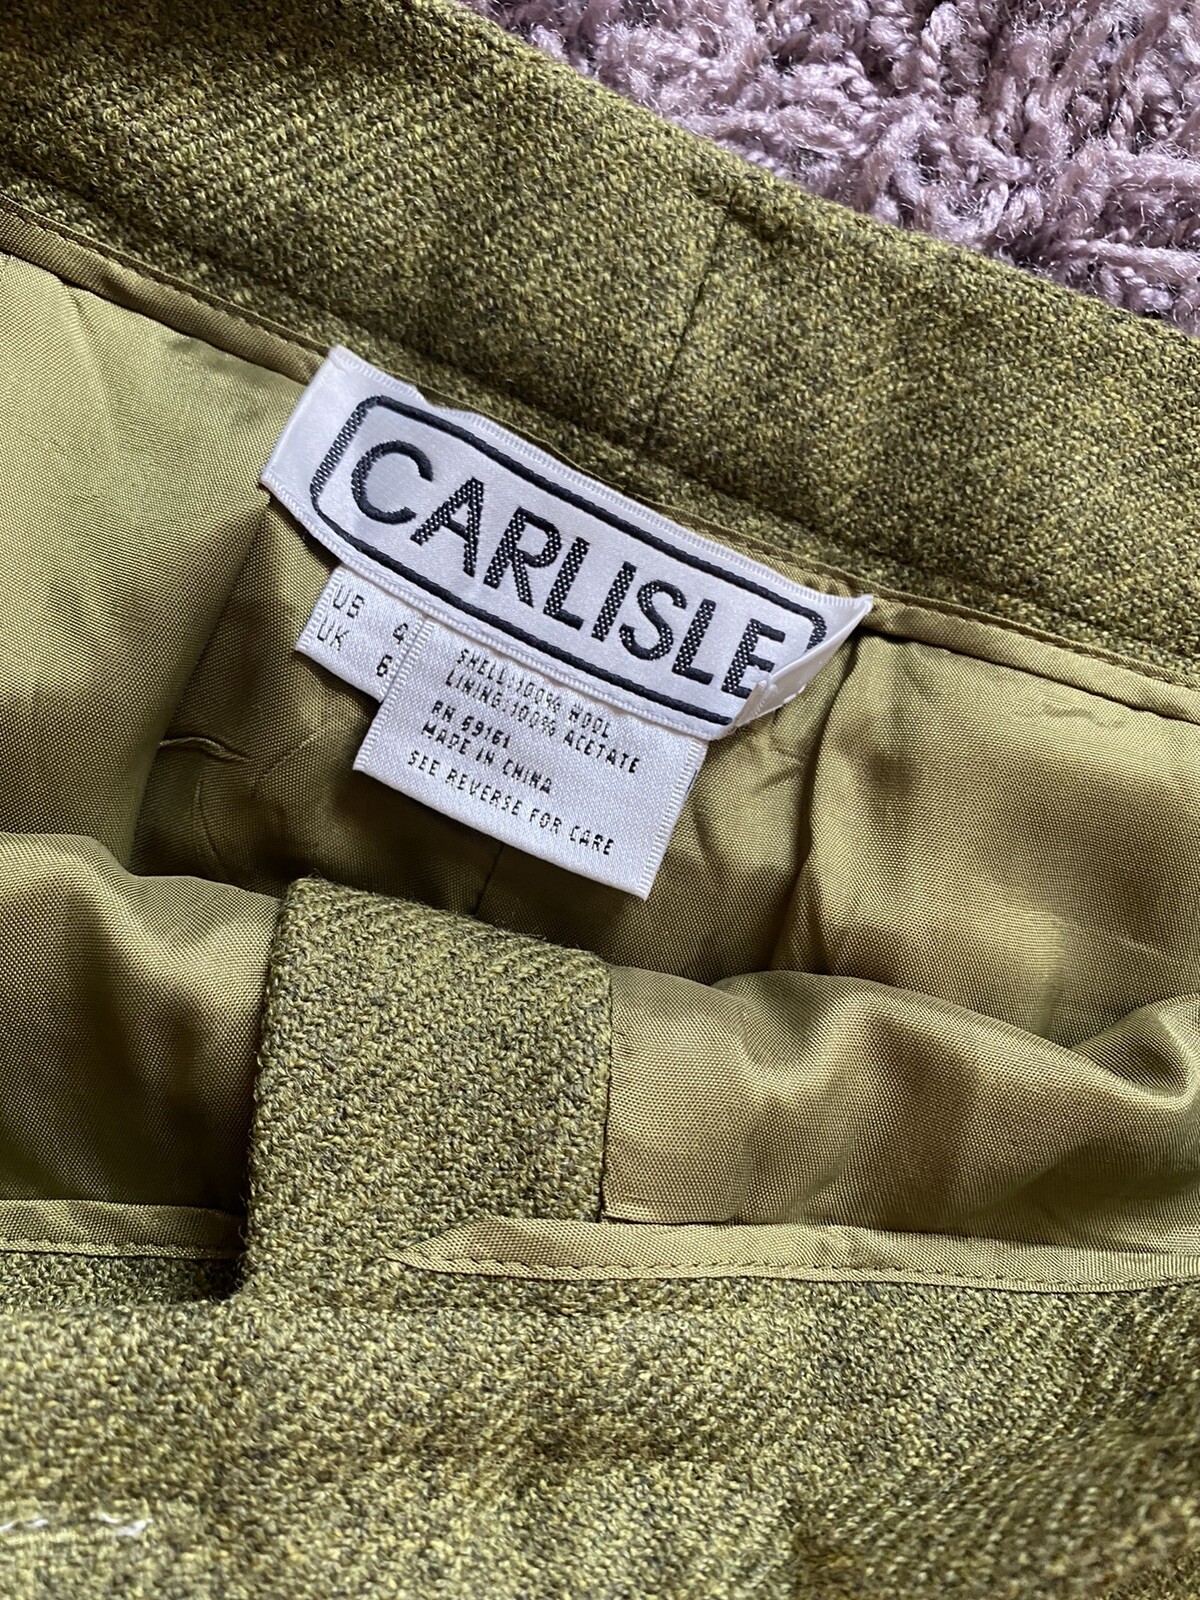 CARLISLE
US 4
UK 6
SHELL:100% WOOL
LINING:100% ACETATE
RN 69161
MADE IN CHINA
SEE REVERSE FOR CARE